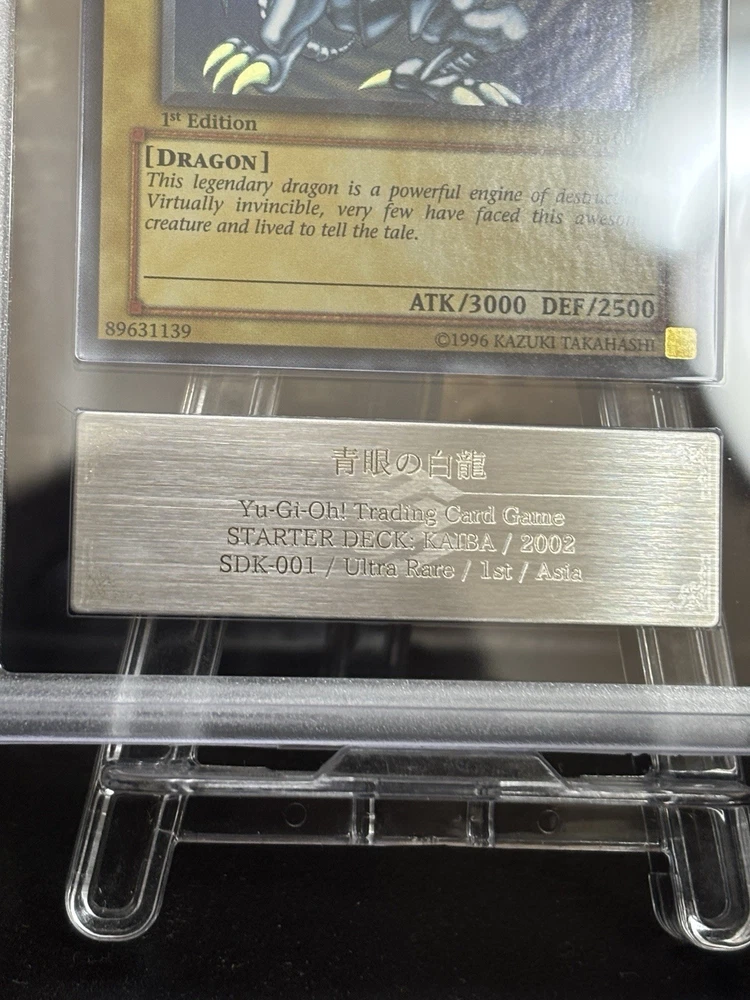 1st Edition
[DRAGON]
This legendary dragon is a powerful engine of
Virtually invincible, very few have faced this
creature and lived to tell the tale.
ATK/3000 DEF/2500
89631139
©1996 KAZUKI TAKAHASHI
青眼の白龍
Yu-Gi-Oh! Trading Card Game
STARTER DECK: KAIBA / 2002
SDK-001 / Ultra Rare / 1st / Asia